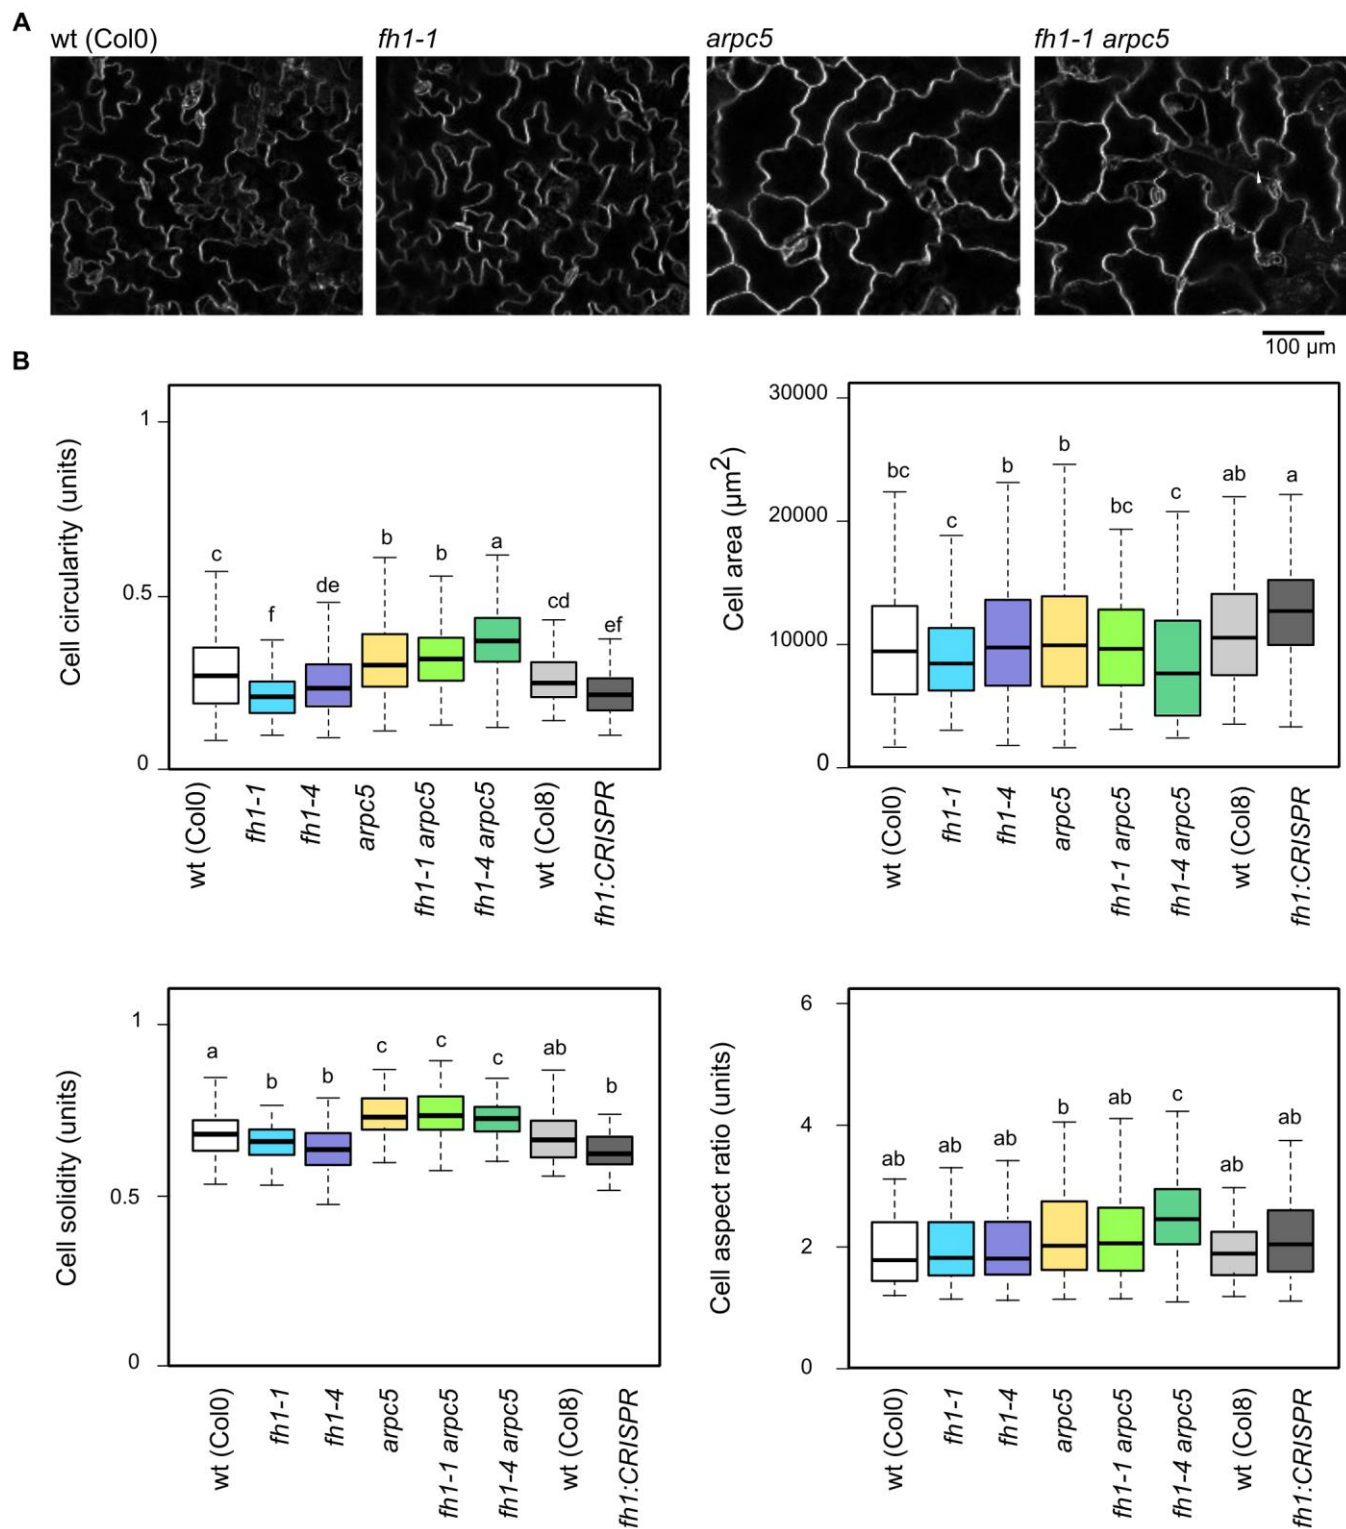 A
wt (Col0)
fh1-1
arpc5
fh1-1 arpc5
100 µm
B
Cell circularity (units)
1
0.5
0
c
f
de
b
b
a
cd
ef
wt (Col0)
fh1-1
fh1-4
arpc5
fh1-1 arpc5
fh1-4 arpc5
wt (Col8)
fh1:CRISPR
Cell area (µm2)
30000
20000
10000
0
bc
c
b
b
bc
c
ab
a
wt (Col0)
fh1-1
fh1-4
arpc5
fh1-1 arpc5
fh1-4 arpc5
wt (Col8)
fh1:CRISPR
Cell solidity (units)
1
0.5
0
a
b
b
c
c
c
ab
b
wt (Col0)
fh1-1
fh1-4
arpc5
fh1-1 arpc5
fh1-4 arpc5
wt (Col8)
fh1:CRISPR
Cell aspect ratio (units)
6
4
2
0
ab
ab
ab
b
ab
c
ab
ab
wt (Col0)
fh1-1
fh1-4
arpc5
fh1-1 arpc5
fh1-4 arpc5
wt (Col8)
fh1:CRISPR